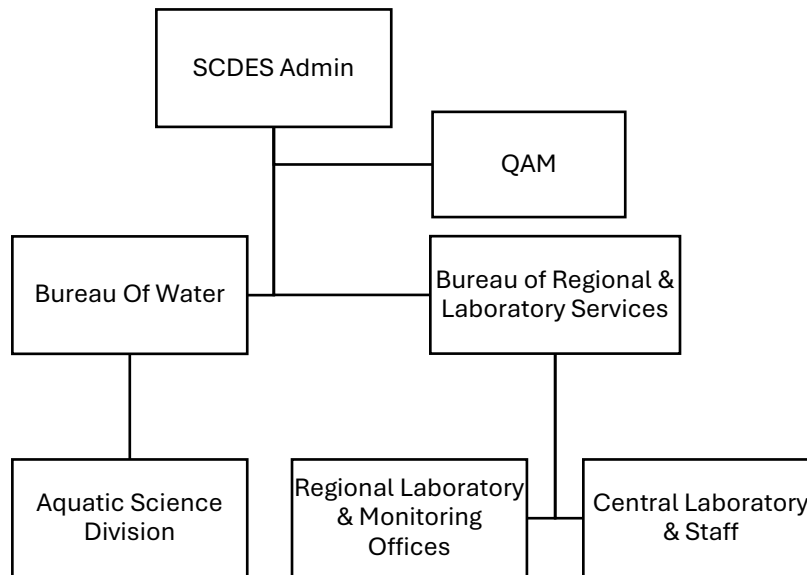 SCDES Admin
QAM
Bureau Of Water
Bureau of Regional &
Laboratory Services
Aquatic Science
Division
Regional Laboratory
& Monitoring
Offices
Central Laboratory
& Staff